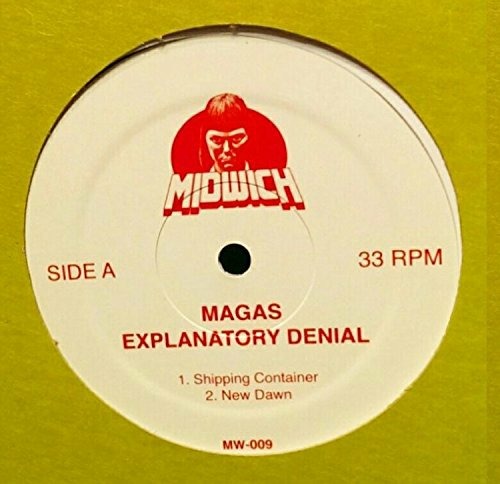 MIDWICH
SIDE A
33 RPM
MAGAS
EXPLANATORY DENIAL
1. Shipping Container
2. New Dawn
MW-009